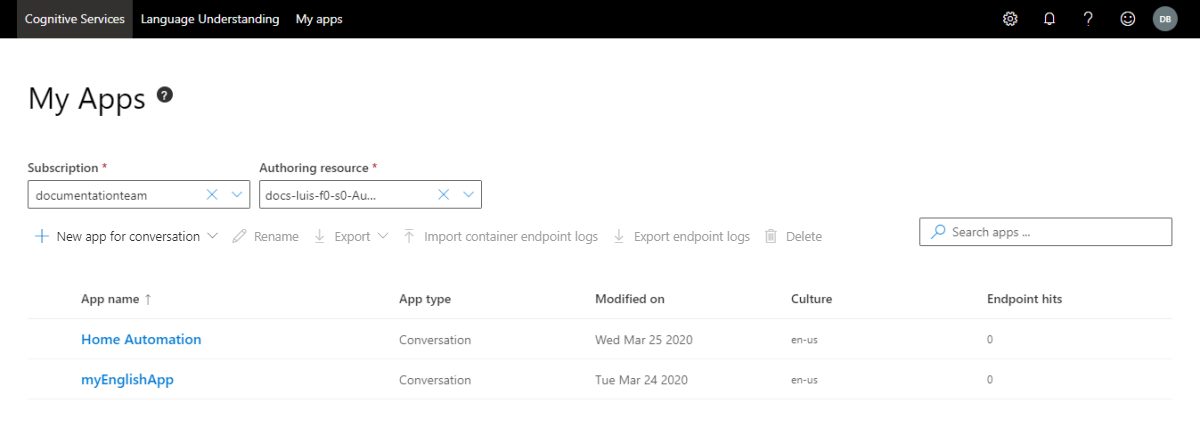 Cognitive Services Language Understanding My apps ? DB
My Apps ?
Subscription * Authoring resource *
documentationteam docs-luis-f0-s0-Au...
New app for conversation Rename Export Import container endpoint logs Export endpoint logs Delete Search apps ...
App name ↑ App type Modified on Culture Endpoint hits
Home Automation Conversation Wed Mar 25 2020 en-us 0
myEnglishApp Conversation Tue Mar 24 2020 en-us 0